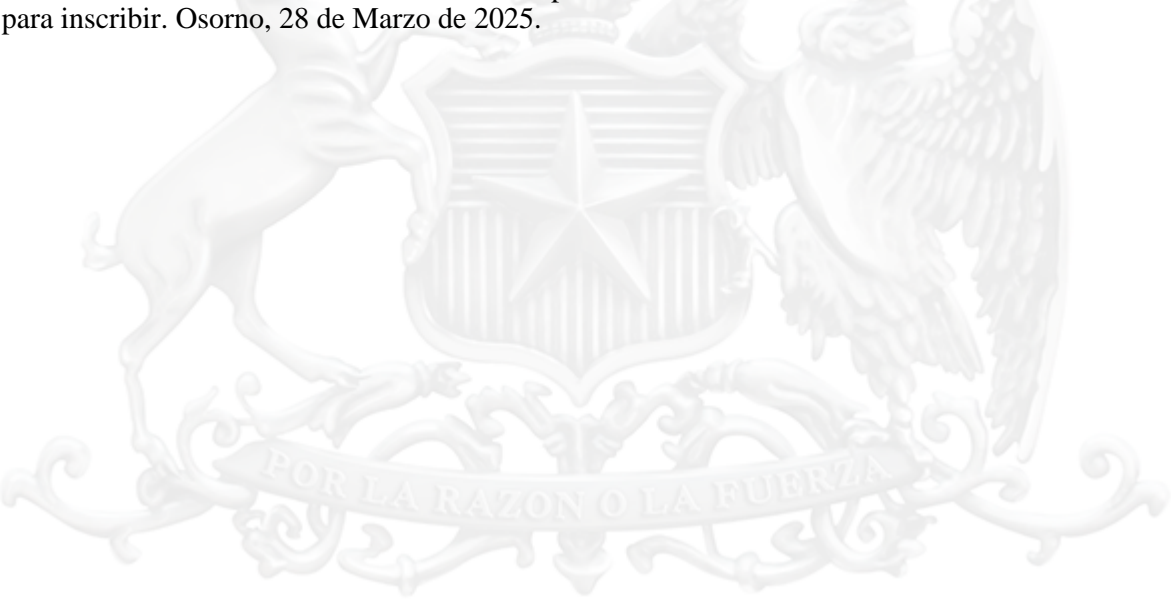 para inscribir. Osorno, 28 de Marzo de 2025.
POR LA RAZON O LA FUERZA